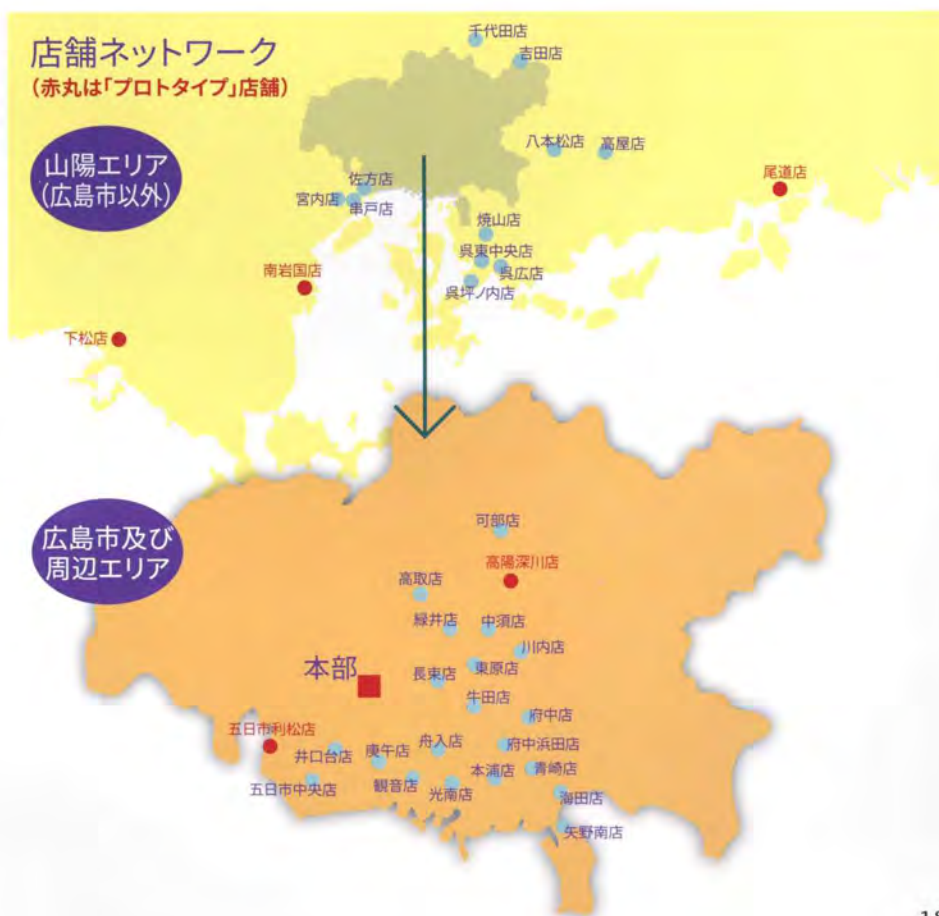 店舗ネットワーク
(赤丸は「プロトタイプ」店舗)
千代田店
吉田店
山陽エリア
(広島市以外)
八本松店
高屋店
尾道店
佐方店
宮内店
串戸店
焼山店
呉東中央店
呉広店
呉坪ノ内店
南岩国店
下松店
広島市及び
周辺エリア
可部店
高陽深川店
高取店
緑井店
中須店
川内店
東原店
長束店
本部
牛田店
府中店
五日市利松店
井口台店
庚午店
舟入店
府中浜田店
五日市中央店
観音店
光南店
本浦店
青崎店
海田店
矢野南店